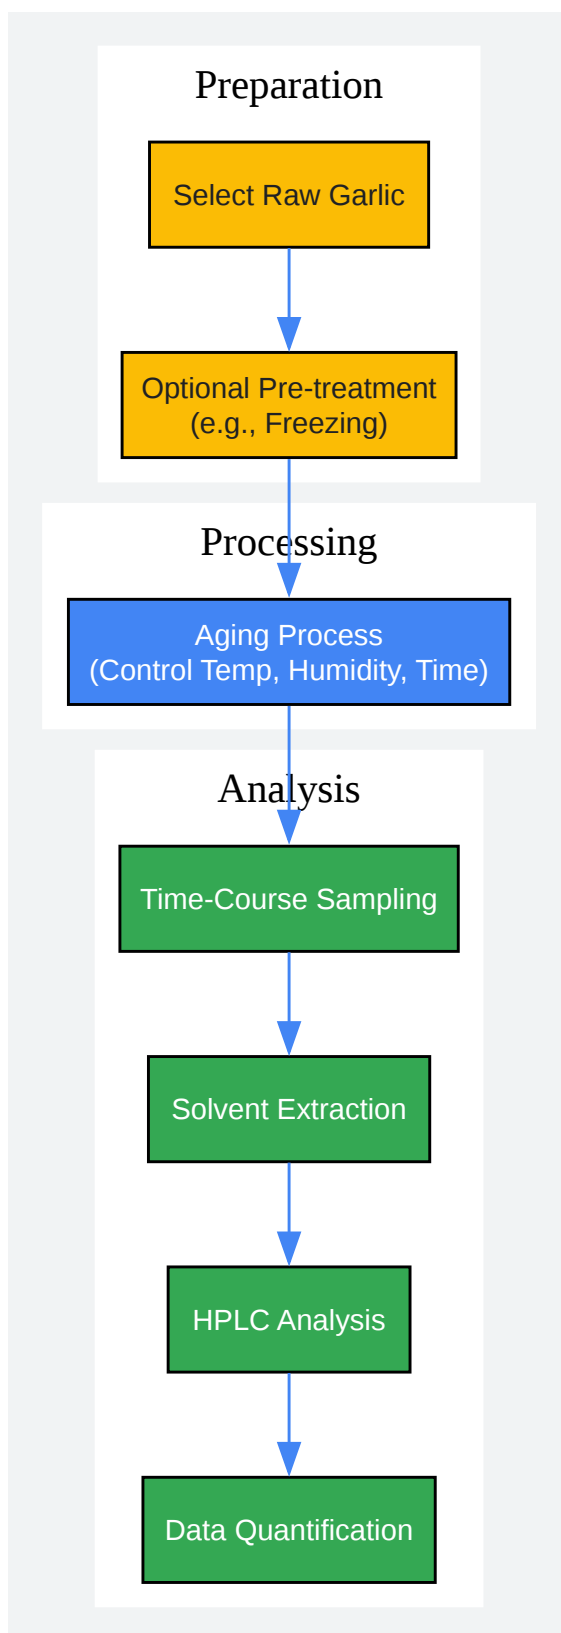 Preparation
Select Raw Garlic
Optional Pre-treatment
(e.g., Freezing)
Processing
Aging Process
(Control Temp, Humidity, Time)
Analysis
Time-Course Sampling
Solvent Extraction
HPLC Analysis
Data Quantification